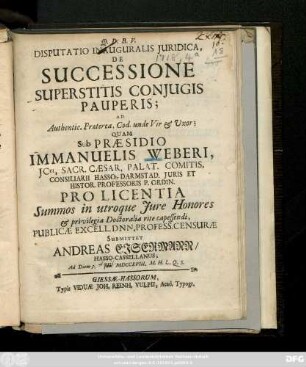 D. D. B. F.
DISPUTATIO INAUGURALIS JURIDICA,
DE
SUCCESSIONE
SUPERSTITIS CONJUGIS
PAUPERIS;
AD
Authentic. Præterea, Cod. unde Vir & Uxor;
QUAM
Sub PRÆSIDIO
IMMANUELIS WEBERI,
JCti, SACR. CÆSAR. PALAT. COMITIS,
CONSILIARII HASSO-DARMSTAD. JURIS ET
HISTOR. PROFESSORIS P. ORDIN.
PRO LICENTIA
Summos in utroque Jure Honores
& privilegia Doctoralia rite capessendi,
PUBLICÆ EXCELL. DNN. PROFESS. CENSURÆ
SUBMITTET
ANDREAS EISERMANN/
HASSO-CASSELLANUS,
MDCCXVIII. H. L. Q. S.
GIESSÆ-HASSORUM,
Typis VIDUÆ JOH. REINH. VULPII, Acad. Typogr.